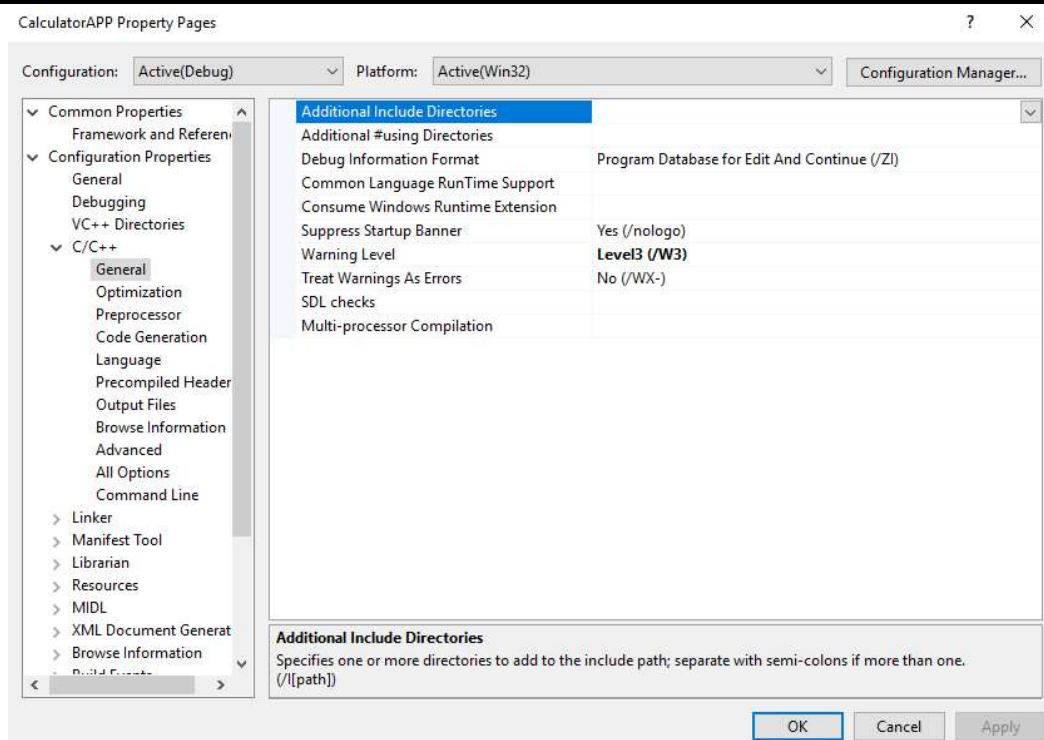 CalculatorAPP Property Pages
? ×
Configuration: Active(Debug) Platform: Active(Win32) Configuration Manager...
Common Properties
Framework and Referen
Configuration Properties
General
Debugging
VC++ Directories
C/C++
General
Optimization
Preprocessor
Code Generation
Language
Precompiled Header
Output Files
Browse Information
Advanced
All Options
Command Line
Linker
Manifest Tool
Librarian
Resources
MIDL
XML Document Generat
Browse Information
Build Events
Additional Include Directories
Additional #using Directories
Debug Information Format Program Database for Edit And Continue (/ZI)
Common Language RunTime Support
Consume Windows Runtime Extension
Suppress Startup Banner Yes (/nologo)
Warning Level Level3 (/W3)
Treat Warnings As Errors No (/WX-)
SDL checks
Multi-processor Compilation
Additional Include Directories
Specifies one or more directories to add to the include path; separate with semi-colons if more than one.
(/I[path])
OK Cancel Apply